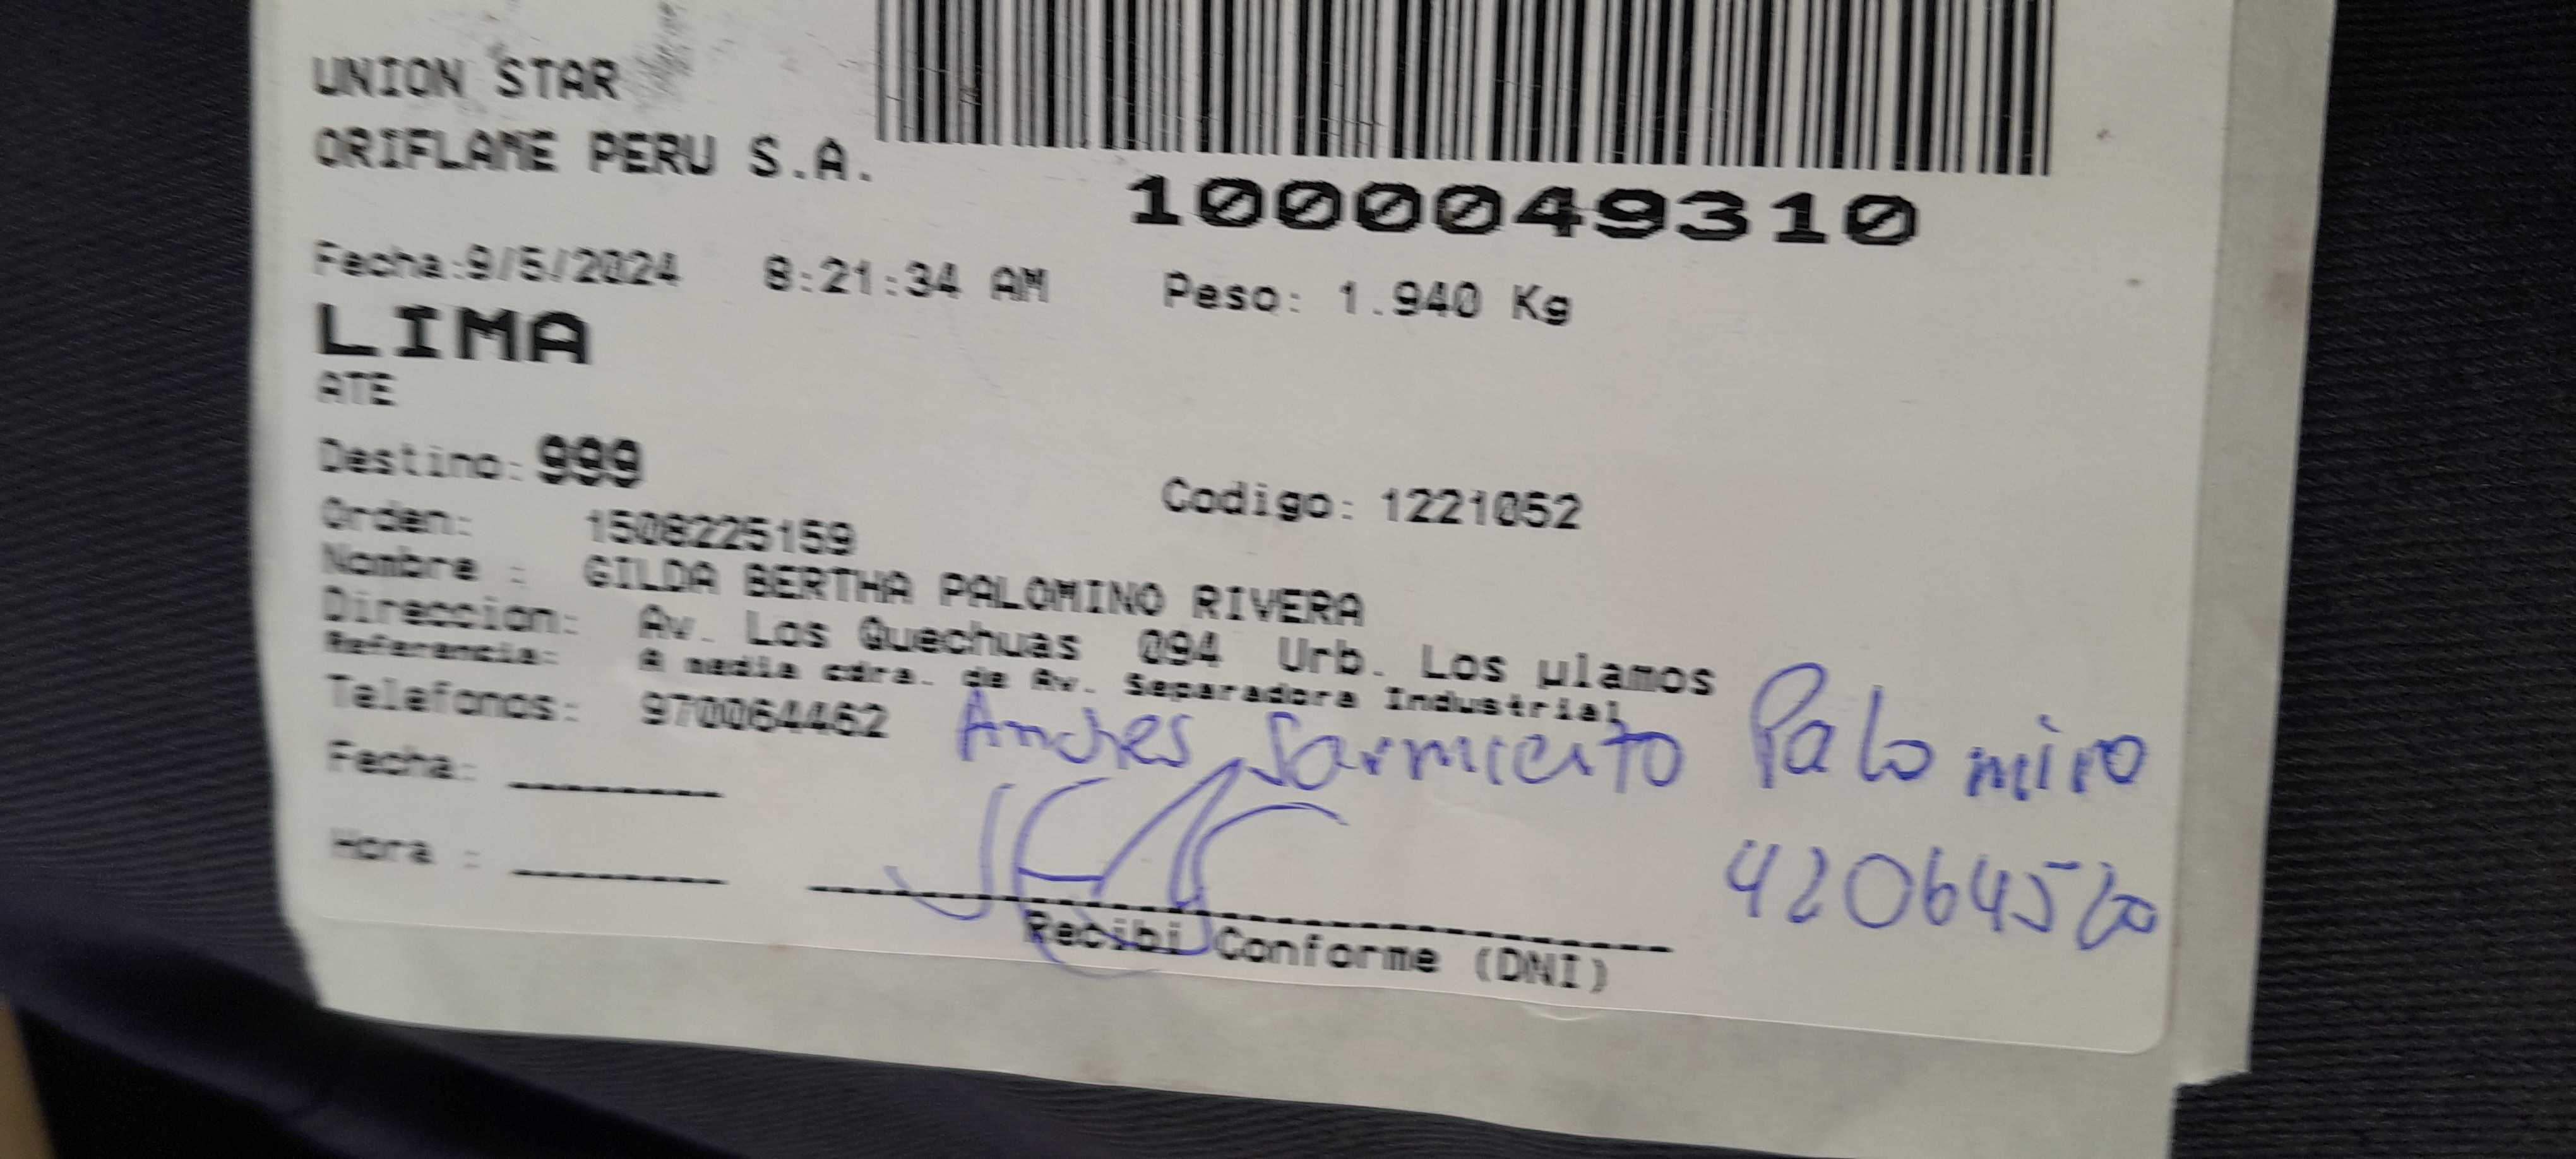 UNION STAR
ORIFLAME PERU S.A.
1000049310
Fecha:9/5/2024 8:21:34 AM Peso: 1.940 Kg
LIMA
ATE
Destino: 999
Codigo: 1221052
Orden: 1508225159
Nombre : GILDA BERTHA PALOMINO RIVERA
Direccion: Av. Los Quechuas 094 Urb. Los µlamos
Referencia: A media cdra. de Av. Separadora Industrial
Telefonos: 970064462
Andres Sarmiento Palomino
Fecha:
Hora :
Recibi Conforme (DNI)